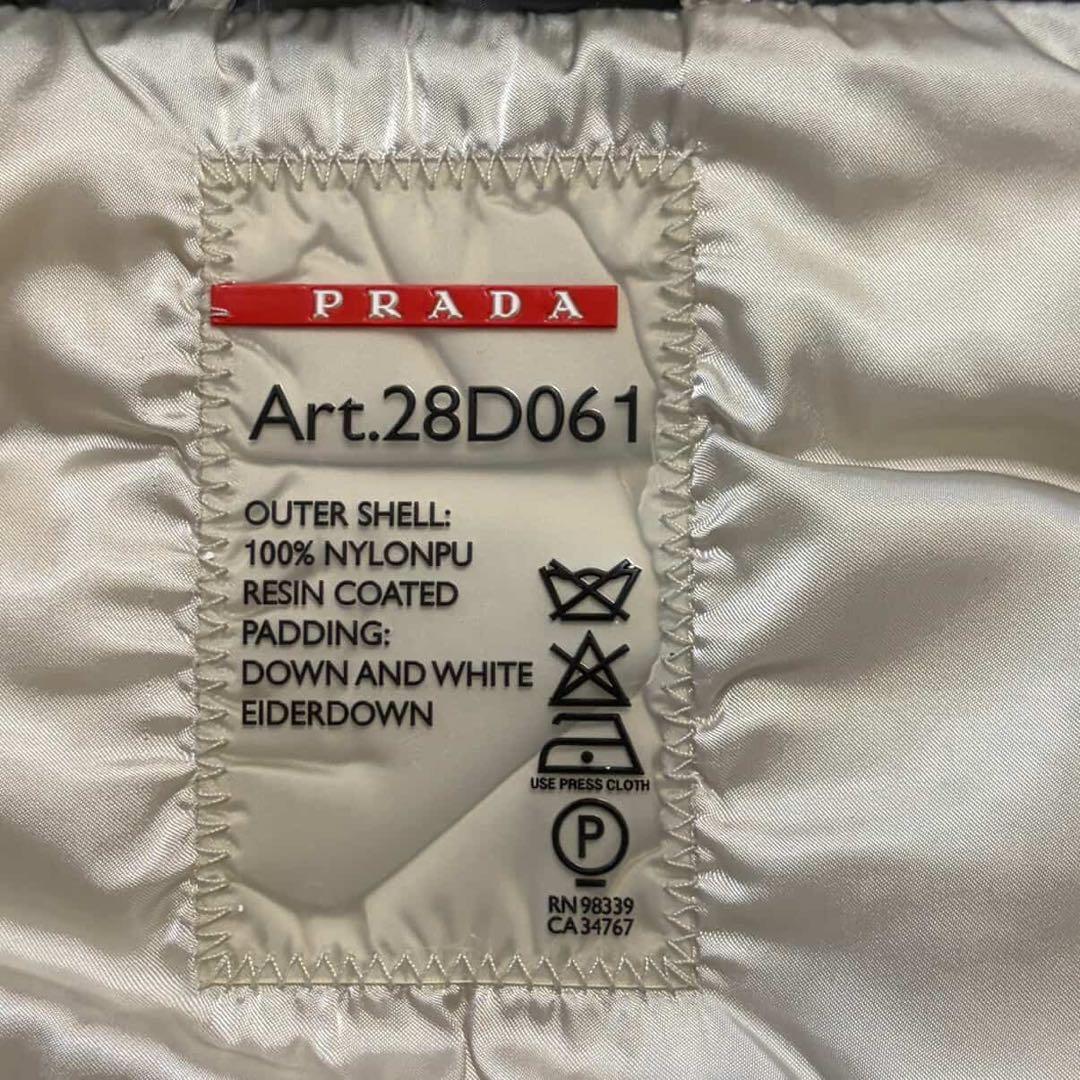 PRADA
Art.28D061
OUTER SHELL:
100% NYLONPU
RESIN COATED
PADDING:
DOWN AND WHITE
EIDERDOWN
USE PRESS CLOTH
P
RN 98339
CA 34767